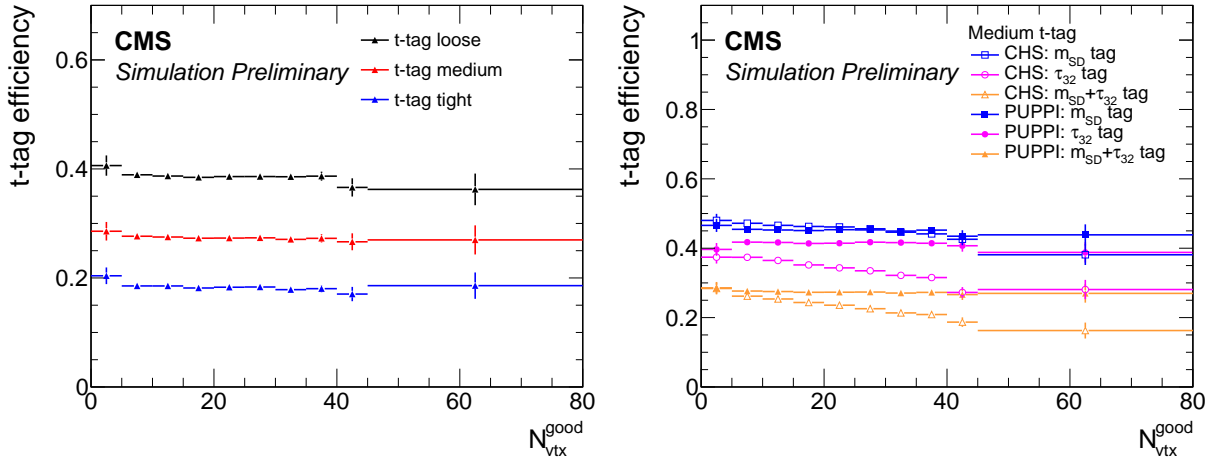 CMS
Simulation Preliminary
t-tag loose
t-tag medium
t-tag tight
t-tag efficiency
0.6
0.4
0.2
0
0 20 40 60 80
N_vtx^good
CMS
Simulation Preliminary
Medium t-tag
CHS: m_SD tag
CHS: τ_32 tag
CHS: m_SD+τ_32 tag
PUPPI: m_SD tag
PUPPI: τ_32 tag
PUPPI: m_SD+τ_32 tag
t-tag efficiency
1
0.8
0.6
0.4
0.2
0
0 20 40 60 80
N_vtx^good